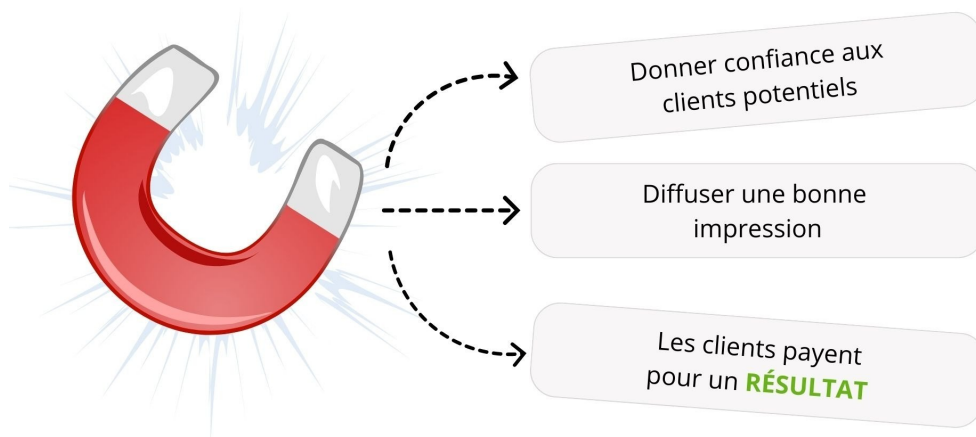 Donner confiance aux
clients potentiels
Diffuser une bonne
impression
Les clients payent
pour un RÉSULTAT